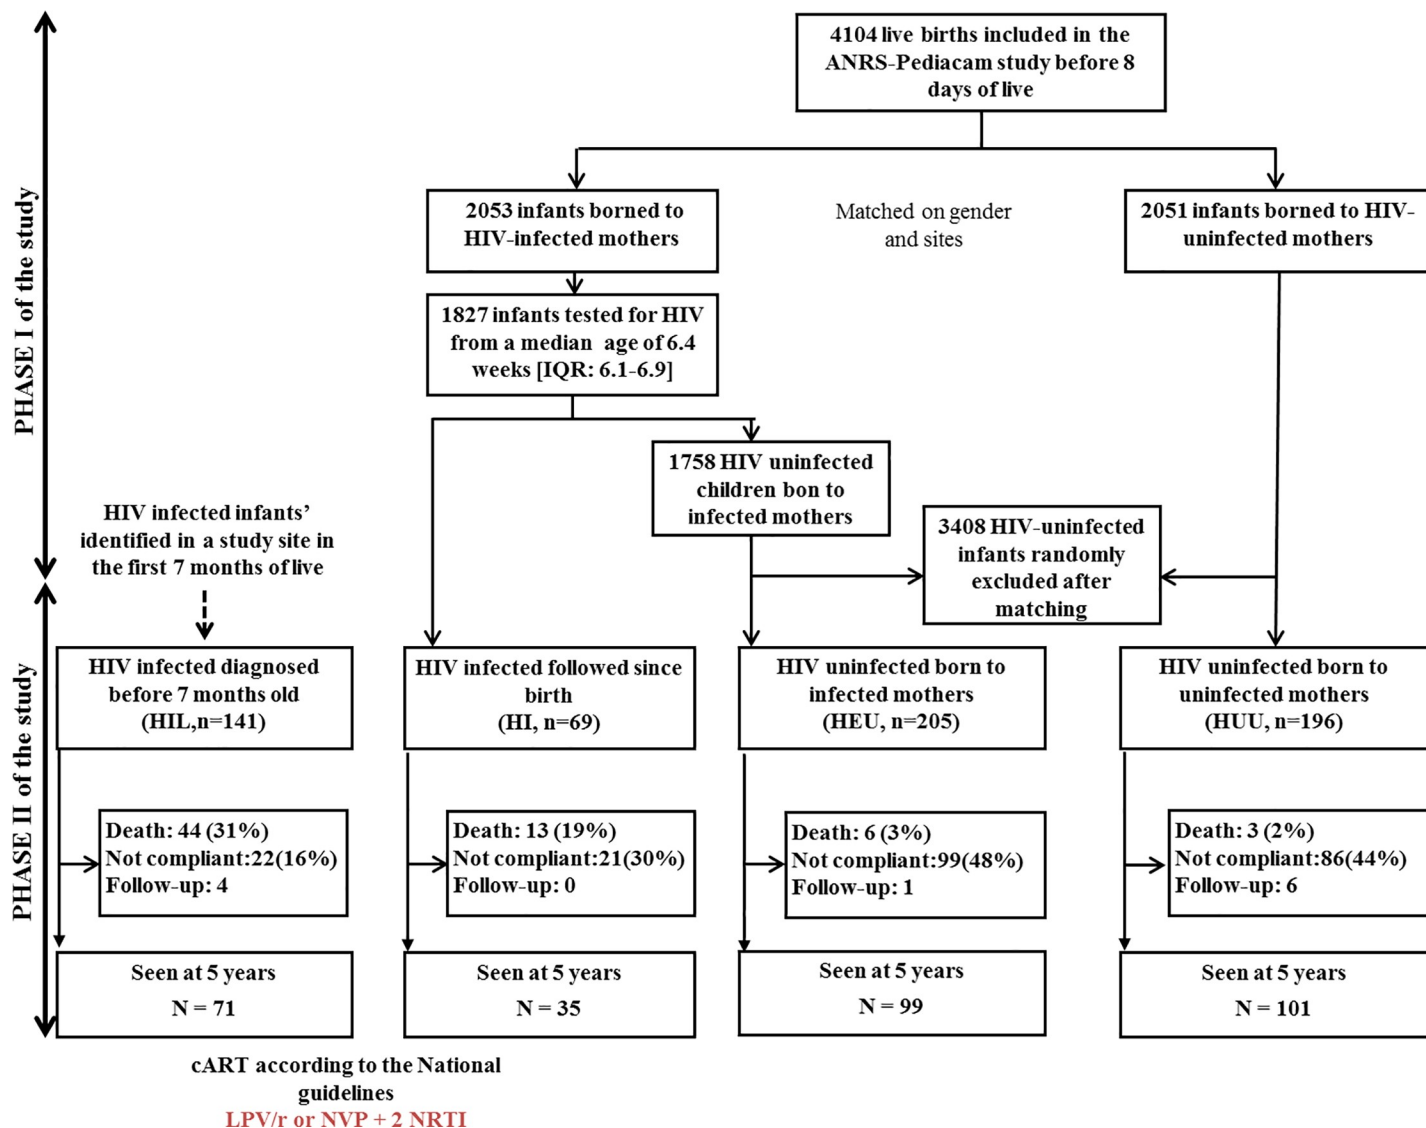 4104 live births included in the
ANRS-Pediacam study before 8
days of live
PHASE I of the study
2053 infants borned to
HIV-infected mothers
Matched on gender
and sites
2051 infants borned to HIV-
uninfected mothers
1827 infants tested for HIV
from a median age of 6.4
weeks [IQR: 6.1-6.9]
1758 HIV uninfected
children bon to
infected mothers
HIV infected infants’
identified in a study site in
the first 7 months of live
3408 HIV-uninfected
infants randomly
excluded after
matching
PHASE II of the study
HIV infected diagnosed
before 7 months old
(HIL,n=141)
HIV infected followed since
birth
(HI, n=69)
HIV uninfected born to
infected mothers
(HEU, n=205)
HIV uninfected born to
uninfected mothers
(HUU, n=196)
Death: 44 (31%)
Not compliant:22(16%)
Follow-up: 4
Death: 13 (19%)
Not compliant:21(30%)
Follow-up: 0
Death: 6 (3%)
Not compliant:99(48%)
Follow-up: 1
Death: 3 (2%)
Not compliant:86(44%)
Follow-up: 6
Seen at 5 years
N = 71
Seen at 5 years
N = 35
Seen at 5 years
N = 99
Seen at 5 years
N = 101
cART according to the National
guidelines
LPV/r or NVP + 2 NRTI